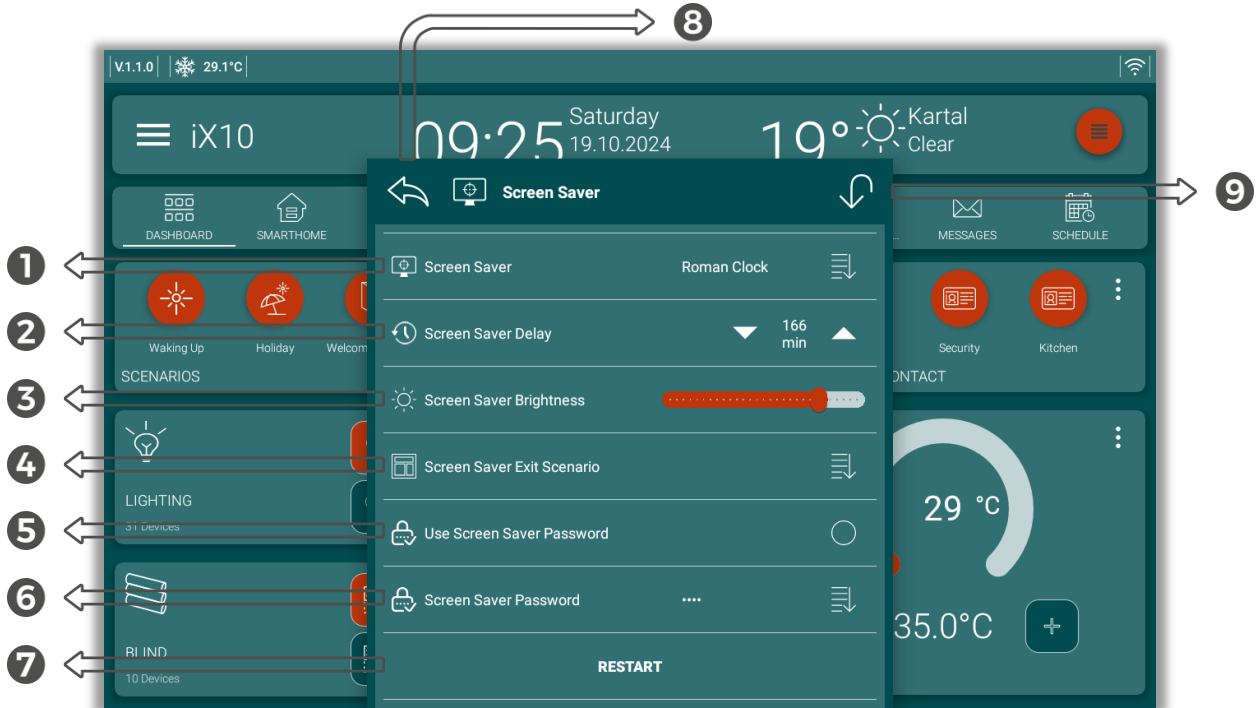 8
V.1.1.0 29.1°C
iX10
09:25
Saturday
19.10.2024
19°
Kartal
Clear
Screen Saver
9
DASHBOARD SMARTHOME MESSAGES SCHEDULE
1 Screen Saver Roman Clock
2 Screen Saver Delay 166
min
Waking Up Holiday Security Kitchen
SCENARIOS
3 Screen Saver Brightness
4 Screen Saver Exit Scenario
LIGHTING
31 Devices
29 °C
5 Use Screen Saver Password
6 Screen Saver Password ····
35.0°C +
BLIND
10 Devices
7 RESTART